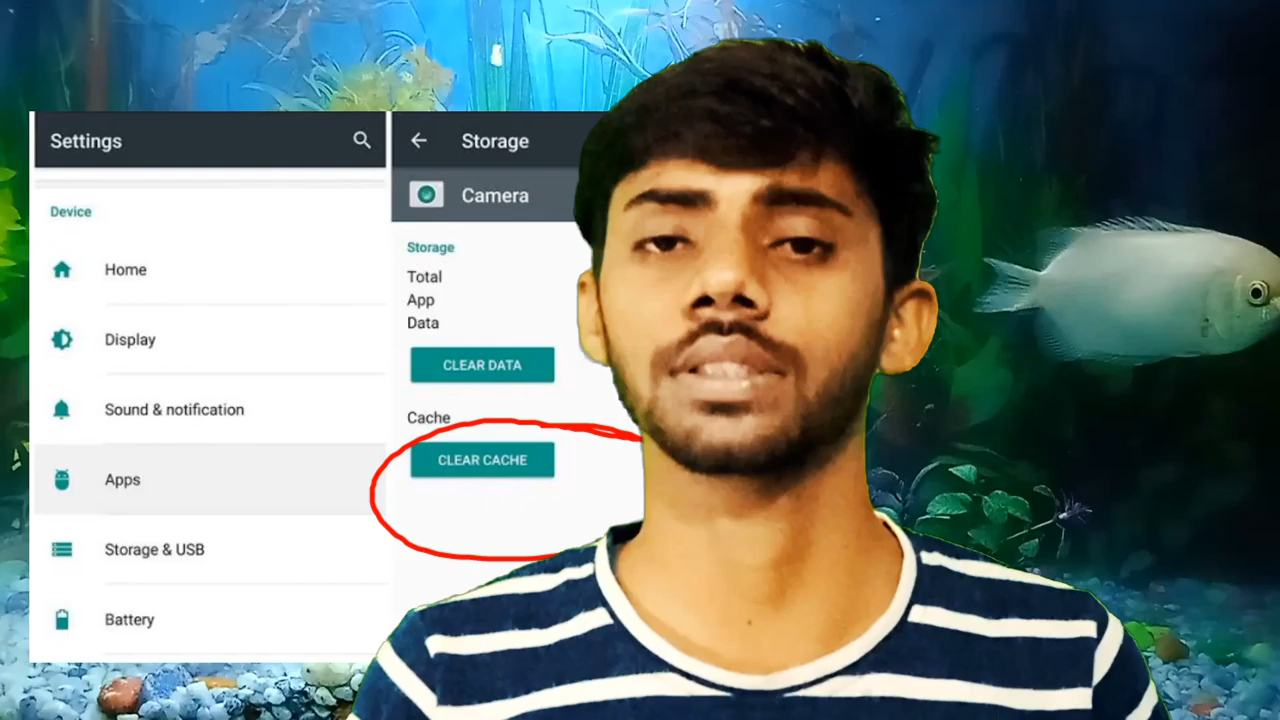 Settings
Device
Home
Display
Sound & notification
Apps
Storage & USB
Battery
Storage
Camera
Storage
Total
App
Data
CLEAR DATA
Cache
CLEAR CACHE